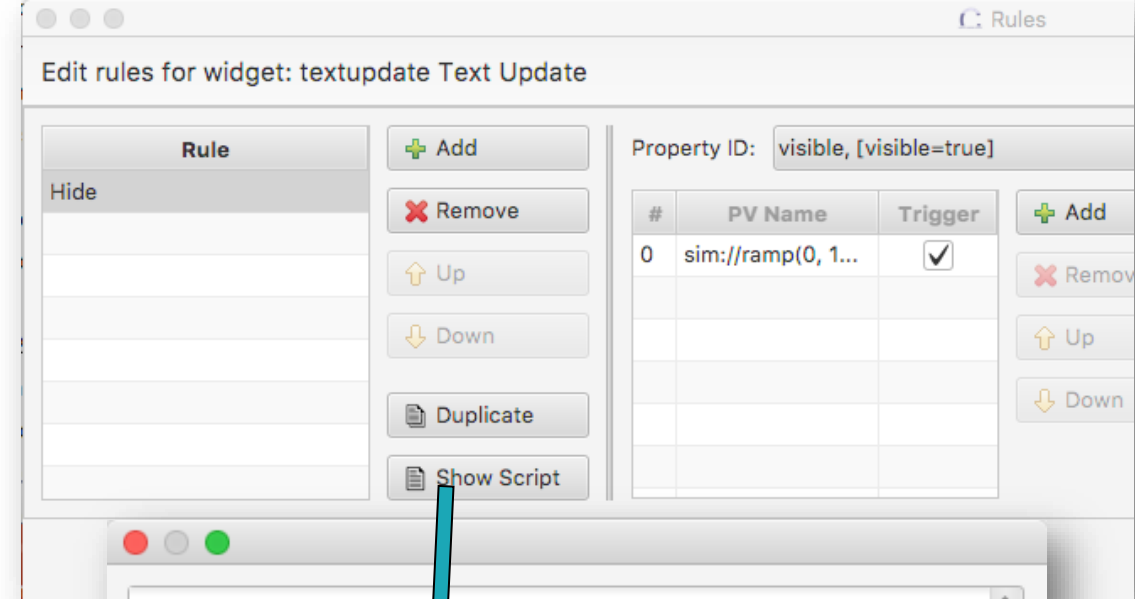 Rules
Edit rules for widget: textupdate Text Update
Rule
Hide
Add
Remove
Up
Down
Duplicate
Show Script
Property ID: visible, [visible=true]
# PV Name Trigger
0 sim://ramp(0, 1...
Add
Remov
Up
Down